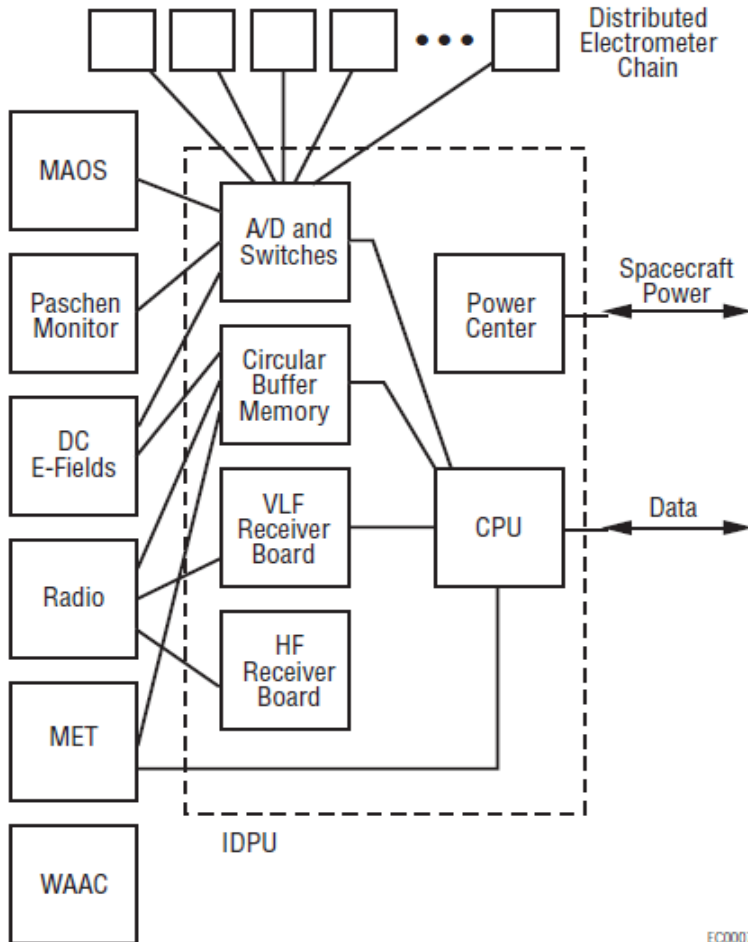 Distributed
Electrometer
Chain
MAOS
A/D and
Switches
Paschen
Monitor
Power
Center
Spacecraft
Power
Circular
Buffer
Memory
DC
E-Fields
VLF
Receiver
Board
CPU
Data
Radio
HF
Receiver
Board
MET
IDPU
WAAC